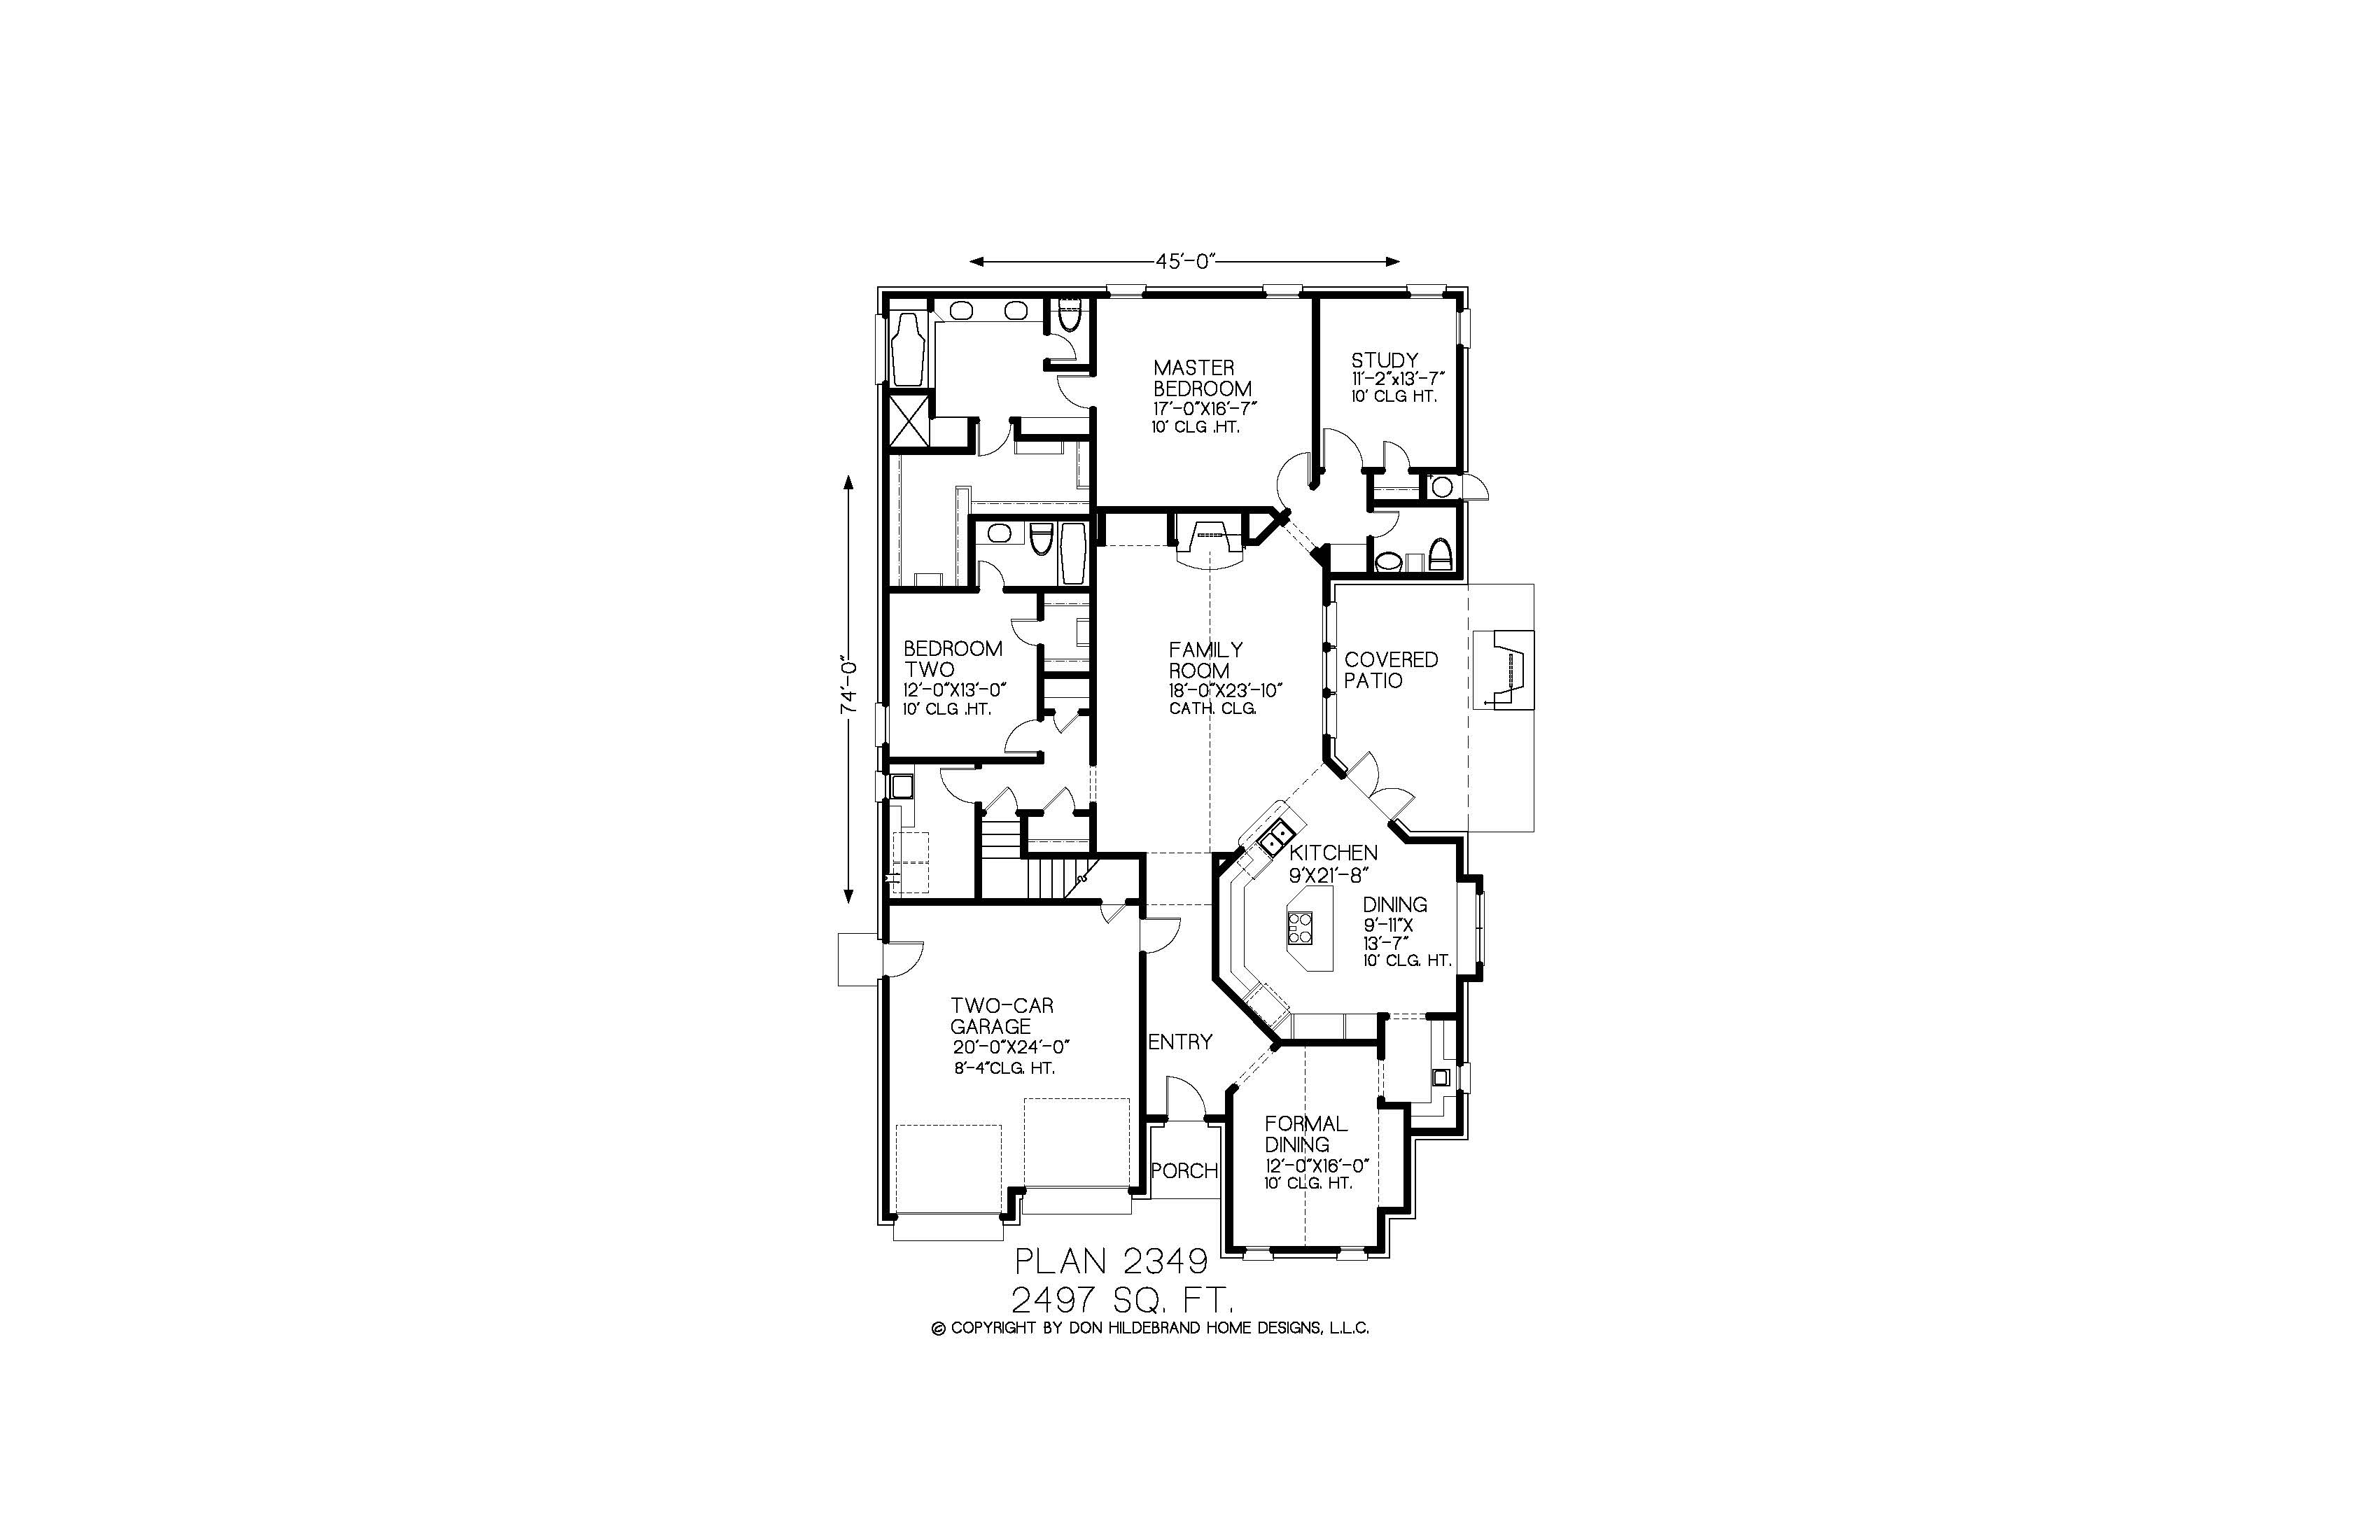 45'-0"
MASTER
BEDROOM
17'-0"X16'-7"
10' CLG .HT.
STUDY
11'-2"x13'-7"
10' CLG HT.
74'-0"
BEDROOM
TWO
12'-0"X13'-0"
10' CLG .HT.
FAMILY
ROOM
18'-0"X23'-10"
CATH. CLG.
COVERED
PATIO
KITCHEN
9'X21'-8"
DINING
9'-11"X
13'-7"
10' CLG. HT.
TWO-CAR
GARAGE
20'-0"X24'-0"
8'-4"CLG. HT.
ENTRY
FORMAL
DINING
12'-0"X16'-0"
10' CLG. HT.
PORCH
PLAN 2349
2497 SQ. FT.
© COPYRIGHT BY DON HILDEBRAND HOME DESIGNS, L.L.C.